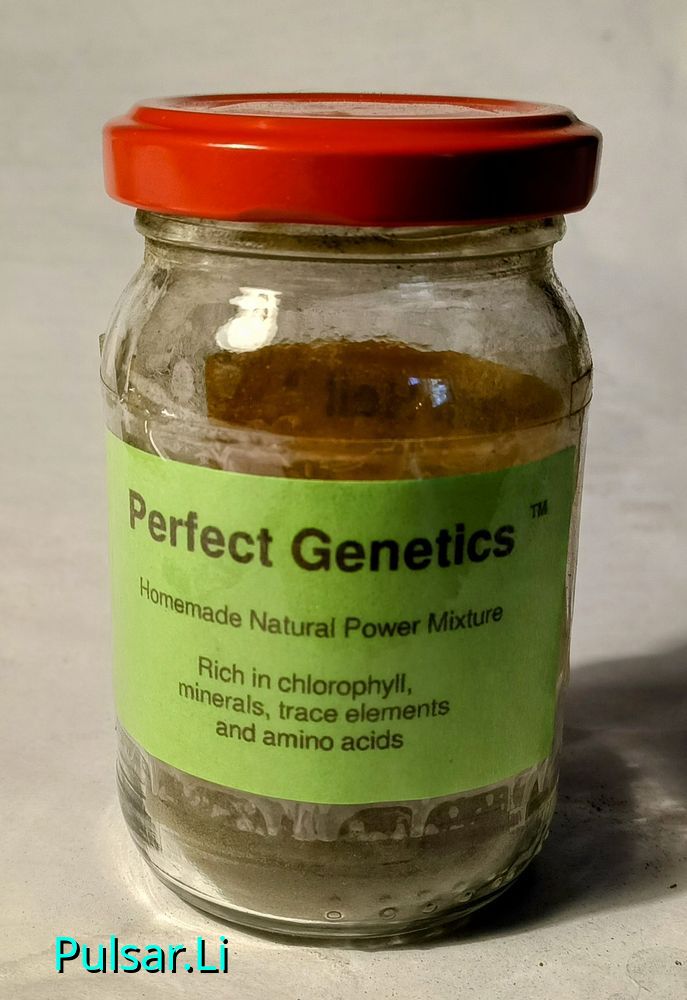 Perfect Genetics ™
Homemade Natural Power Mixture
Rich in chlorophyll,
minerals, trace elements
and amino acids
Pulsar.Li